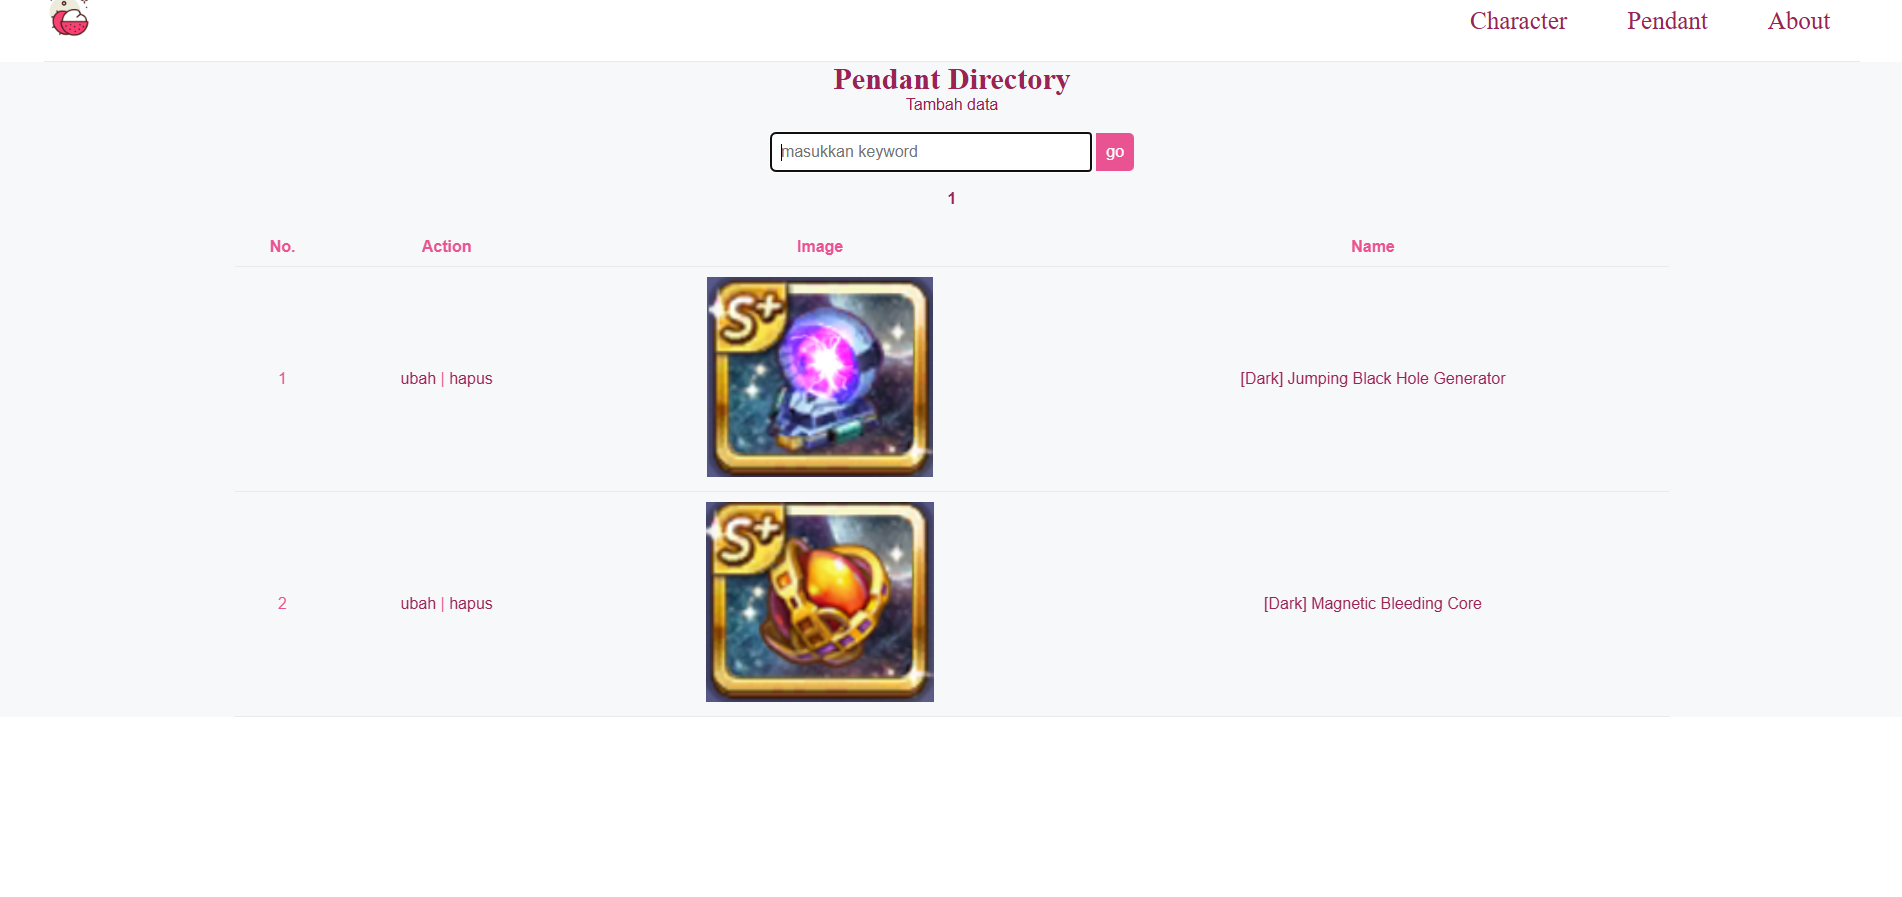 Character Pendant About
Pendant Directory
Tambah data
masukkan keyword go
1
No. Action Image Name
S+
1 ubah | hapus [Dark] Jumping Black Hole Generator
S+
2 ubah | hapus [Dark] Magnetic Bleeding Core